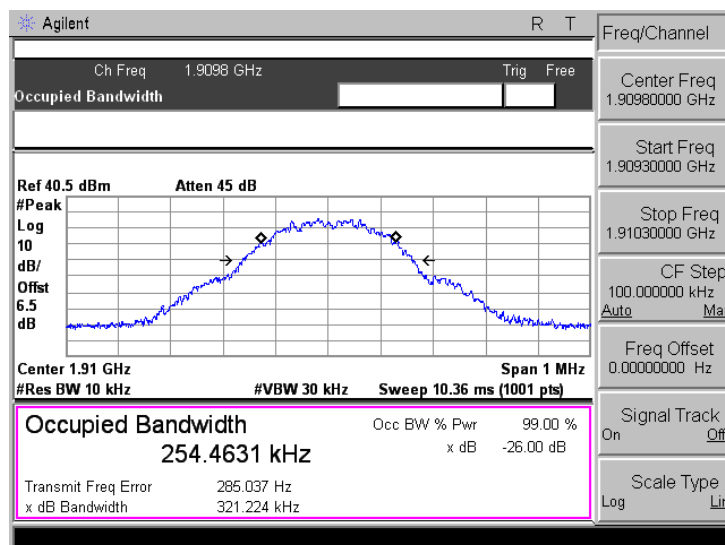 Agilent R T
Ch Freq 1.9098 GHz Trig Free
Occupied Bandwidth
Ref 40.5 dBm Atten 45 dB
#Peak
Log
10
dB/
Offst
6.5
dB
Center 1.91 GHz Span 1 MHz
#Res BW 10 kHz #VBW 30 kHz Sweep 10.36 ms (1001 pts)
Occupied Bandwidth Occ BW % Pwr 99.00 %
254.4631 kHz x dB -26.00 dB
Transmit Freq Error 285.037 Hz
x dB Bandwidth 321.224 kHz
Freq/Channel
Center Freq
1.90980000 GHz
Start Freq
1.90930000 GHz
Stop Freq
1.91030000 GHz
CF Step
100.000000 kHz
Auto Ma
Freq Offset
0.00000000 Hz
Signal Track
On Off
Scale Type
Log Lin